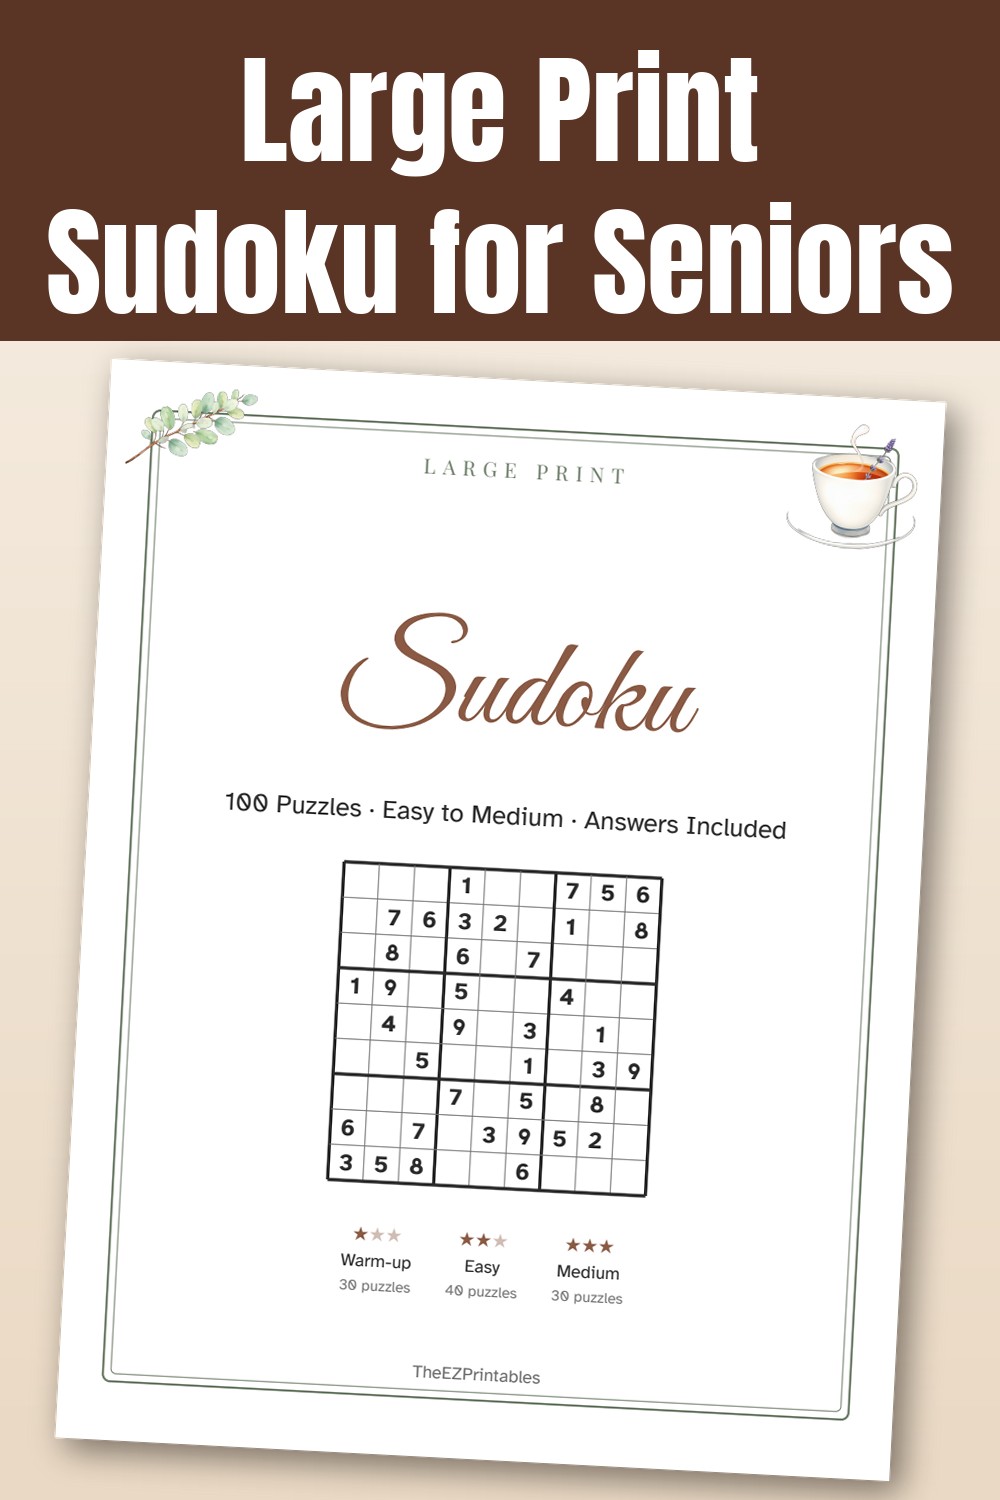 Large Print
Sudoku for Seniors
LARGE PRINT
Sudoku
100 Puzzles · Easy to Medium · Answers Included
1 7 5 6
7 6 3 2 1 8
8 6 7
1 9 5 4
4 9 3 1
5 1 3 9
7 5 8
6 7 3 9 5 2
3 5 8 6
★★★ ★★★ ★★★
Warm-up Easy Medium
30 puzzles 40 puzzles 30 puzzles
TheEZPrintables